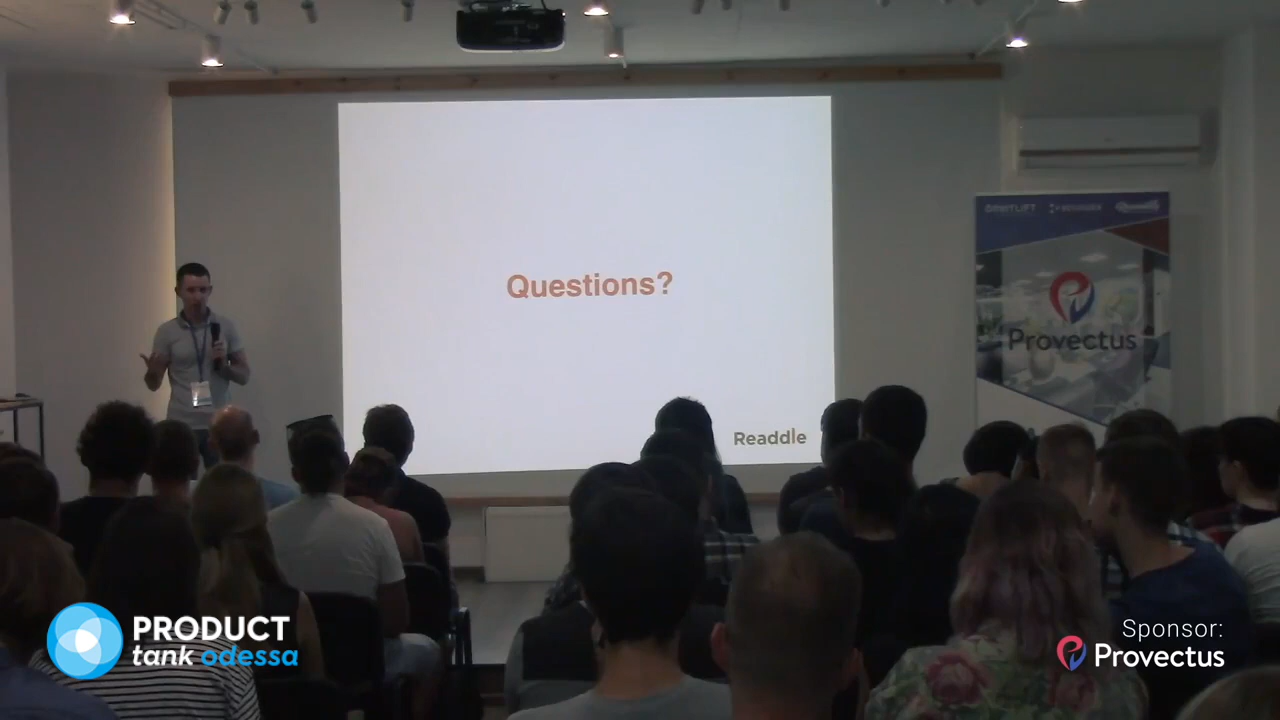 Questions?
Readdle
Provectus
PRODUCT
tank odessa
Sponsor:
Provectus